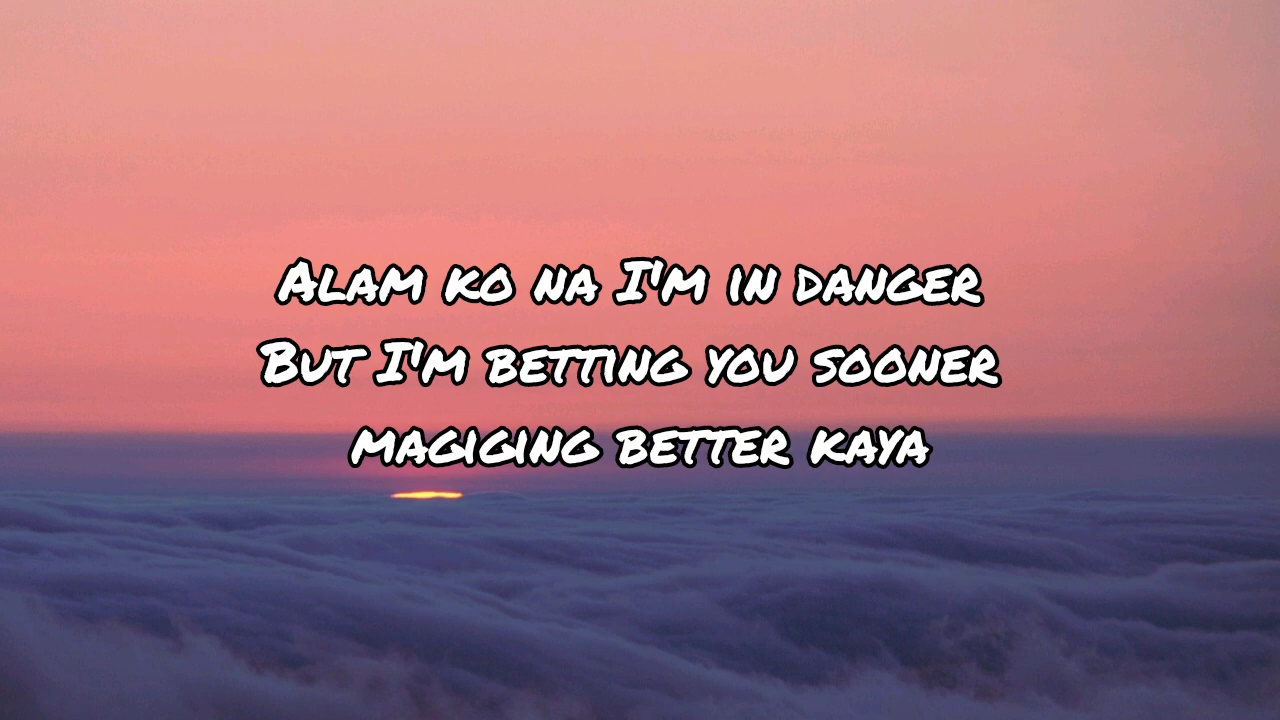 Alam ko na I'm in danger
But I'm betting you sooner
magiging better kaya